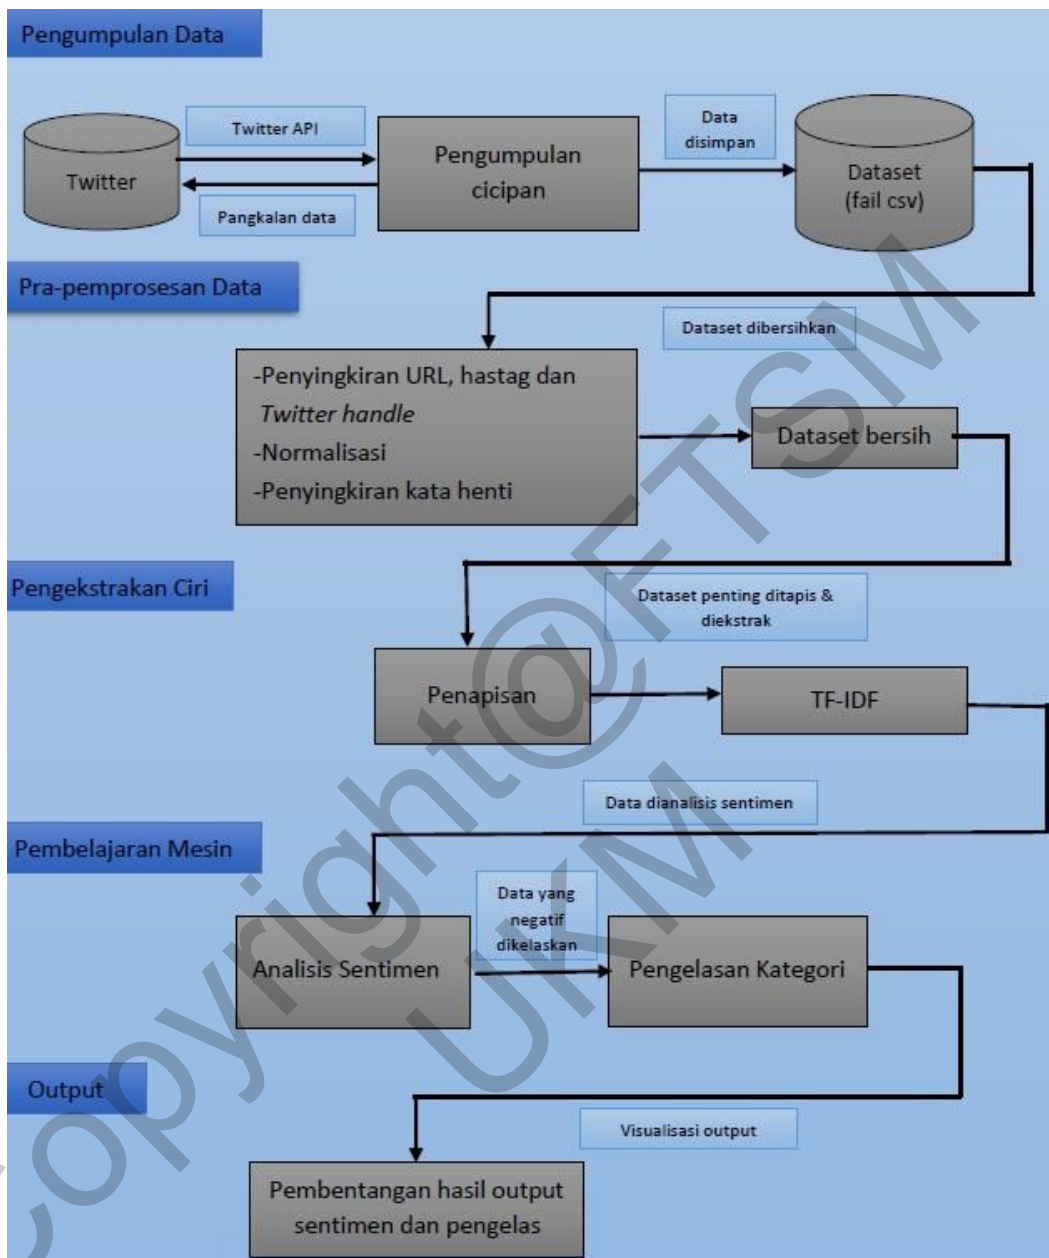 Pengumpulan Data
Twitter
Twitter API
Pangkalan data
Pengumpulan
cicipan
Data
disimpan
Dataset
(fail csv)
Pra-pemprosesan Data
Dataset dibersihkan
-Penyingkiran URL, hastag dan
Twitter handle
-Normalisasi
-Penyingkiran kata henti
Dataset bersih
Pengekstrakan Ciri
Dataset penting ditapis &
diekstrak
Penapisan
TF-IDF
Data dianalisis sentimen
Pembelajaran Mesin
Analisis Sentimen
Data yang
negatif
dikelaskan
Pengelasan Kategori
Output
Visualisasi output
Pembentangan hasil output
sentimen dan pengelas
Copyright@FTSM
UKM